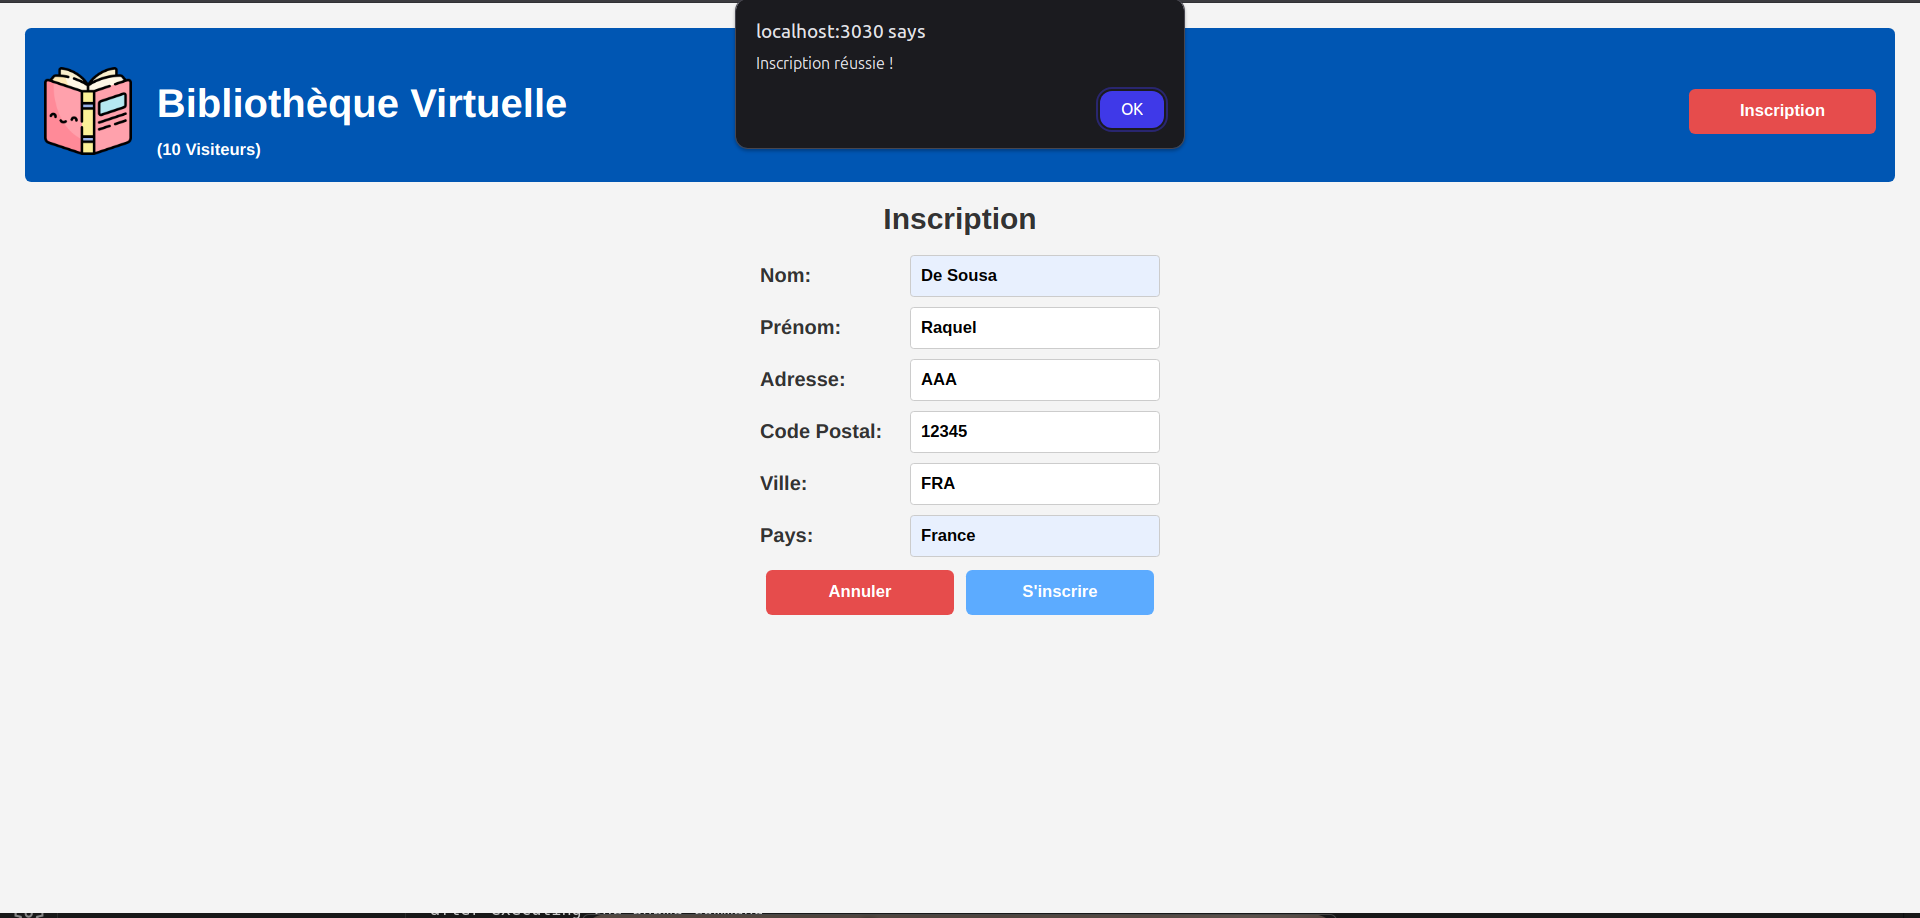 localhost:3030 says
Inscription réussie !
OK
Bibliothèque Virtuelle
(10 Visiteurs)
Inscription
Inscription
Nom: De Sousa
Prénom: Raquel
Adresse: AAA
Code Postal: 12345
Ville: FRA
Pays: France
Annuler S'inscrire